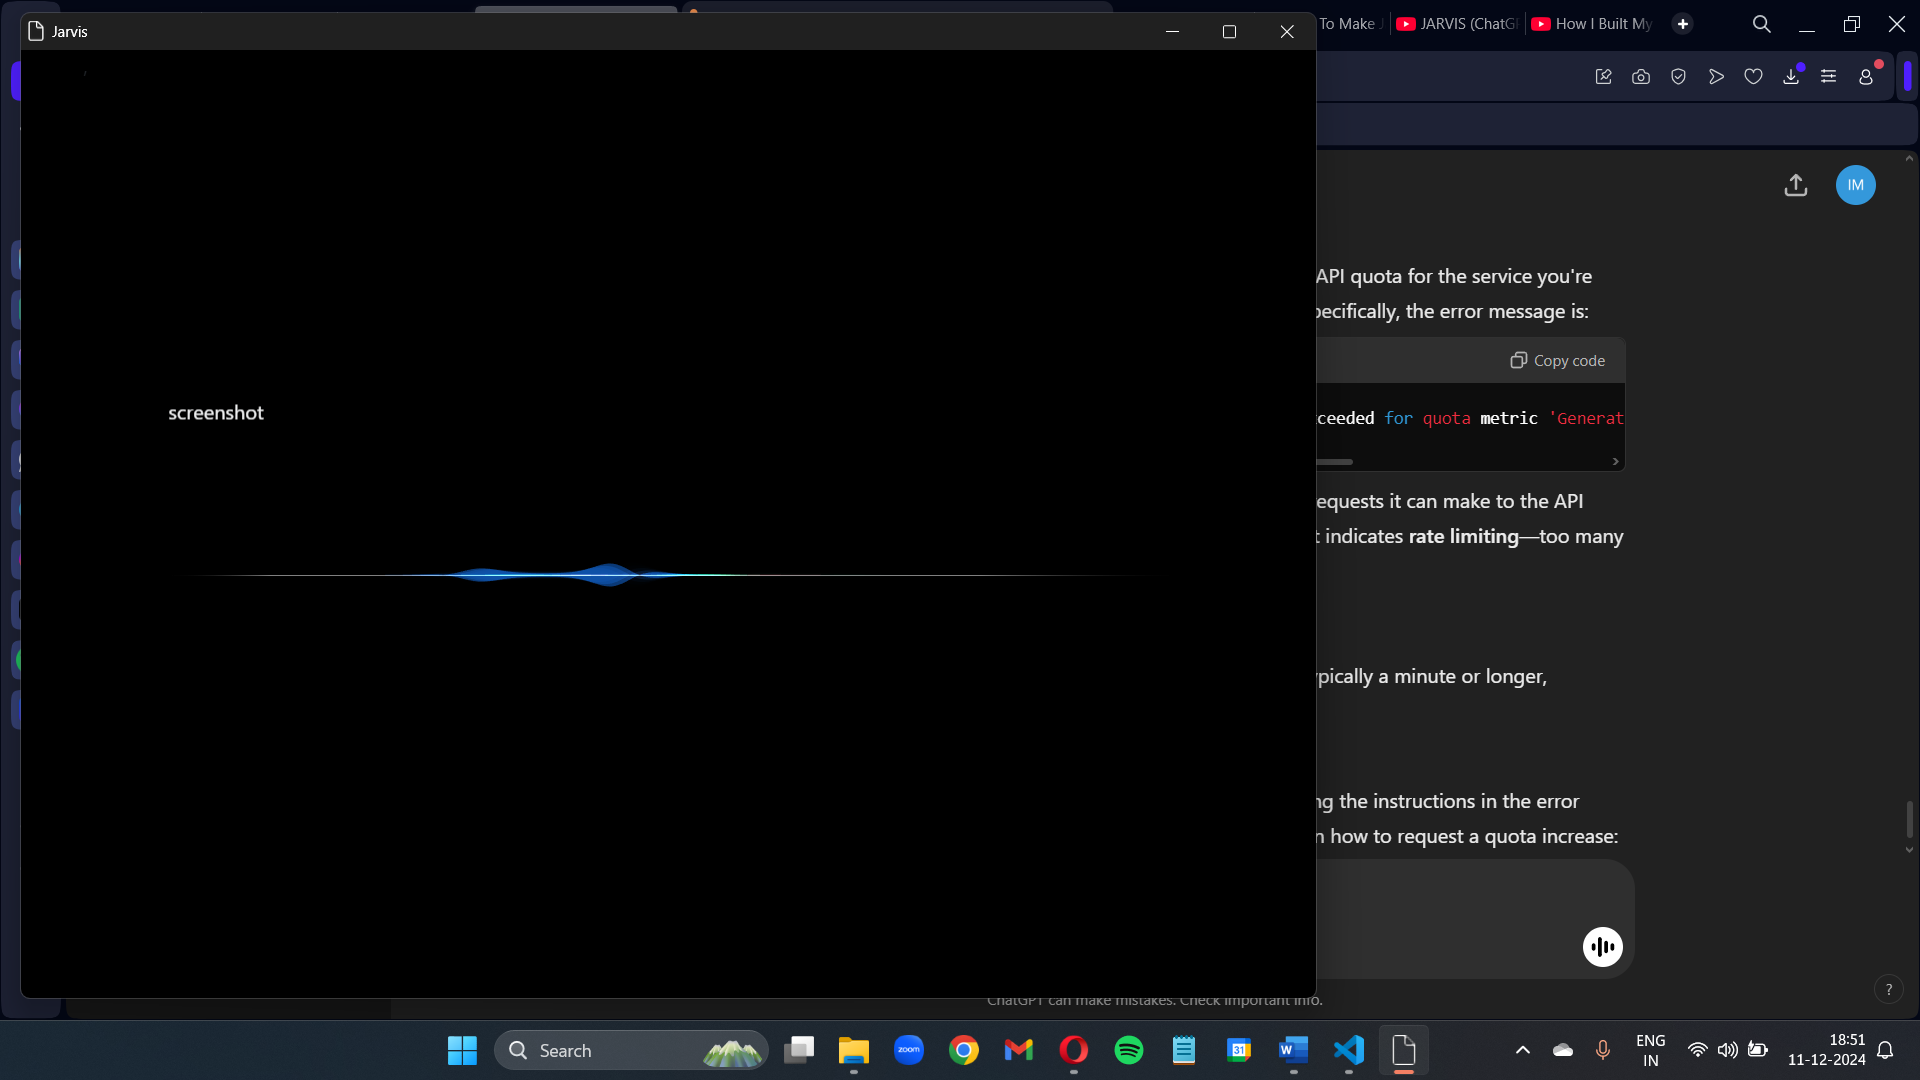 Jarvis
To Make J
JARVIS (ChatG
How I Built My
IM
screenshot
API quota for the service you're
pecifically, the error message is:
Copy code
ceeded for quota metric 'Generat
equests it can make to the API
t indicates rate limiting—too many
ypically a minute or longer,
ng the instructions in the error
n how to request a quota increase:
ChatGPT can make mistakes. Check important info.
?
Search
zoom
31
W
ENG
IN
18:51
11-12-2024